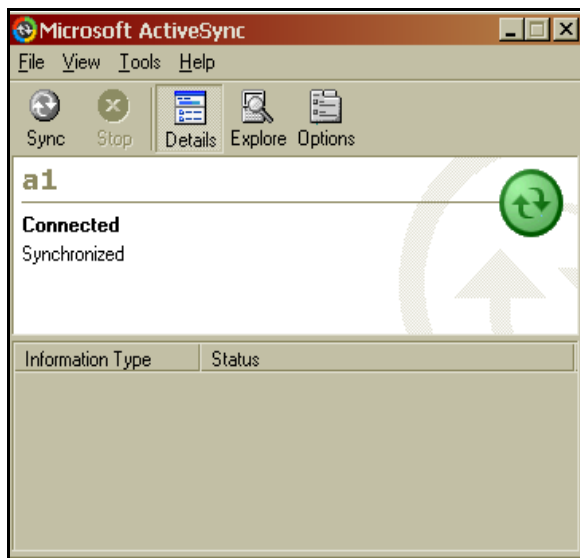 Microsoft ActiveSync
File View Tools Help
Sync Stop Details Explore Options
a1
Connected
Synchronized
Information Type Status